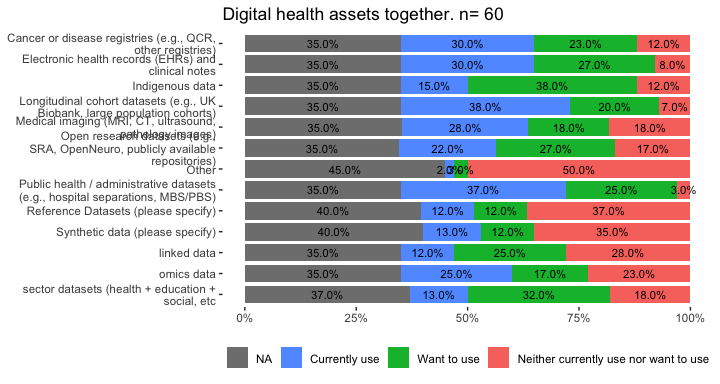 Digital health assets together. n= 60
Cancer or disease registries (e.g., QCR,
other registries)
35.0% 30.0% 23.0% 12.0%
Electronic health records (EHRs) and
clinical notes
35.0% 30.0% 27.0% 8.0%
Indigenous data
35.0% 15.0% 38.0% 12.0%
Longitudinal cohort datasets (e.g., UK
Biobank, large population cohorts)
35.0% 38.0% 20.0% 7.0%
Medical imaging (MRI, CT, ultrasound,
pathology images)
35.0% 28.0% 18.0% 18.0%
Open research datasets (e.g.,
SRA, OpenNeuro, publicly available
repositories)
35.0% 22.0% 27.0% 17.0%
Other
45.0% 2.0% 3.0% 50.0%
Public health / administrative datasets
(e.g., hospital separations, MBS/PBS)
35.0% 37.0% 25.0% 3.0%
Reference Datasets (please specify)
40.0% 12.0% 12.0% 37.0%
Synthetic data (please specify)
40.0% 13.0% 12.0% 35.0%
linked data
35.0% 12.0% 25.0% 28.0%
omics data
35.0% 25.0% 17.0% 23.0%
sector datasets (health + education +
social, etc
37.0% 13.0% 32.0% 18.0%
0% 25% 50% 75% 100%
NA Currently use Want to use Neither currently use nor want to use